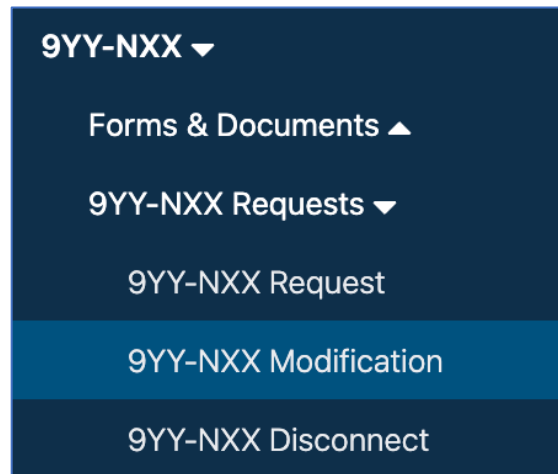 9YY-NXX
Forms & Documents
9YY-NXX Requests
9YY-NXX Request
9YY-NXX Modification
9YY-NXX Disconnect